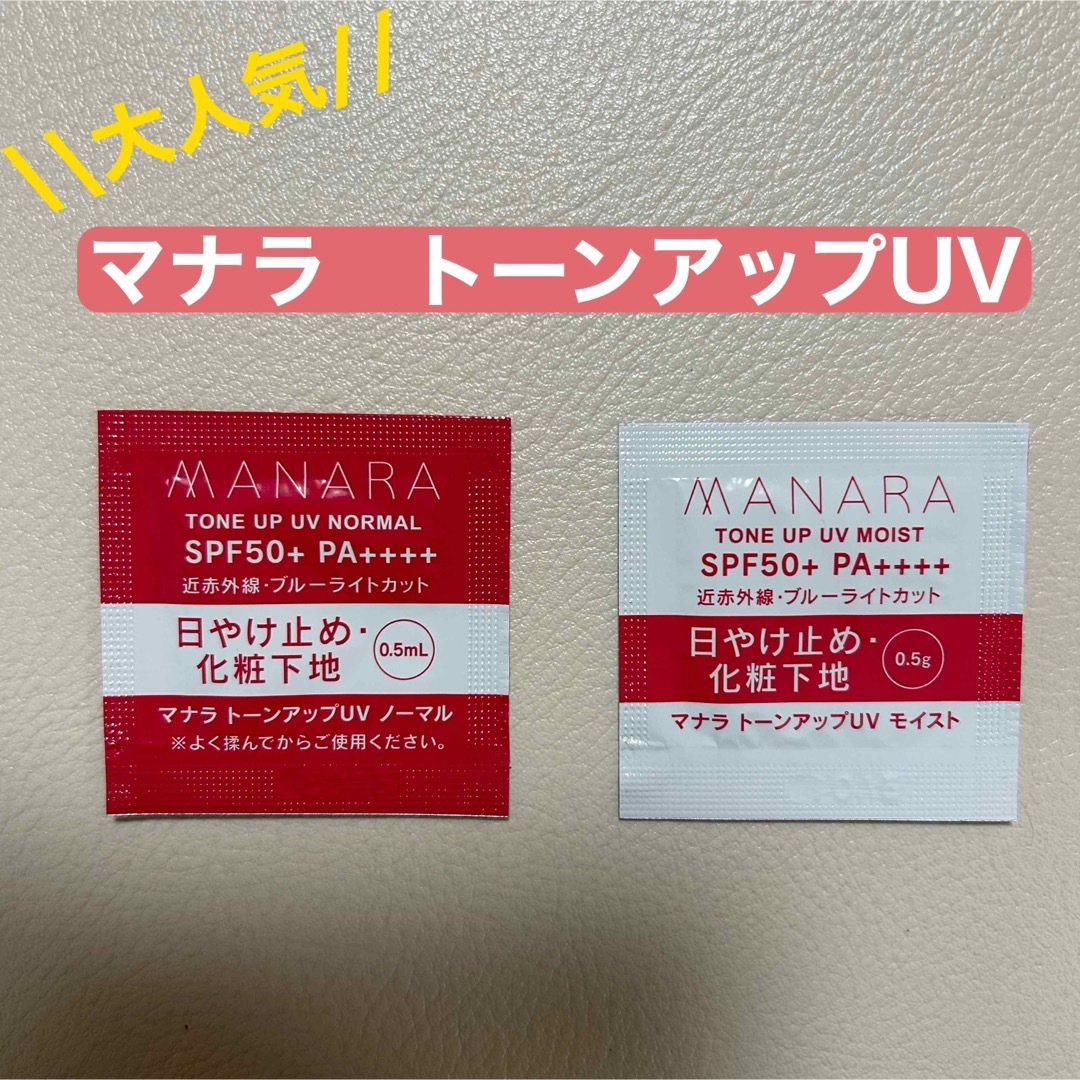 \\大人気//
マナラ　トーンアップUV
MANARA
TONE UP UV NORMAL
SPF50+ PA++++
近赤外線・ブルーライトカット
日やけ止め・
化粧下地
0.5mL
マナラ トーンアップUV ノーマル
※よく揉んでからご使用ください。
MANARA
TONE UP UV MOIST
SPF50+ PA++++
近赤外線・ブルーライトカット
日やけ止め・
化粧下地
0.5g
マナラ トーンアップUV モイスト